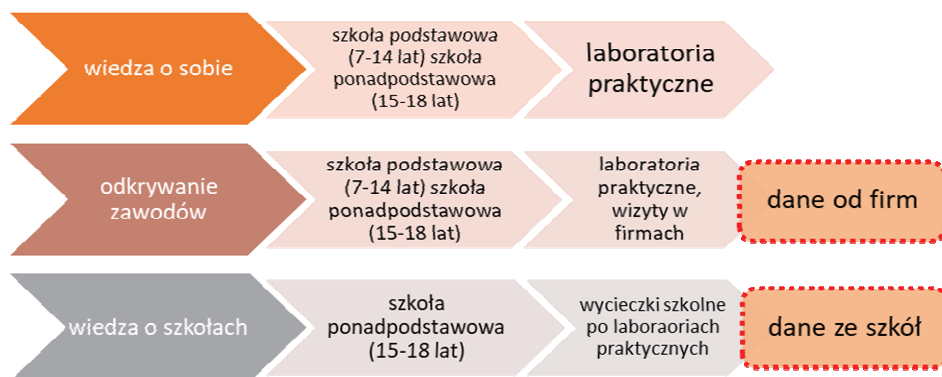 wiedza o sobie
szkoła podstawowa
(7-14 lat) szkoła
ponadpodstawowa
(15-18 lat)
laboratoria
praktyczne
odkrywanie
zawodów
szkoła podstawowa
(7-14 lat) szkoła
ponadpodstawowa
(15-18 lat)
laboratoria
praktyczne,
wizyty w
firmach
dane od firm
wiedza o szkołach
szkoła
ponadpodstawowa
(15-18 lat)
wycieczki szkolne
po laboraoriach
praktycznych
dane ze szkół